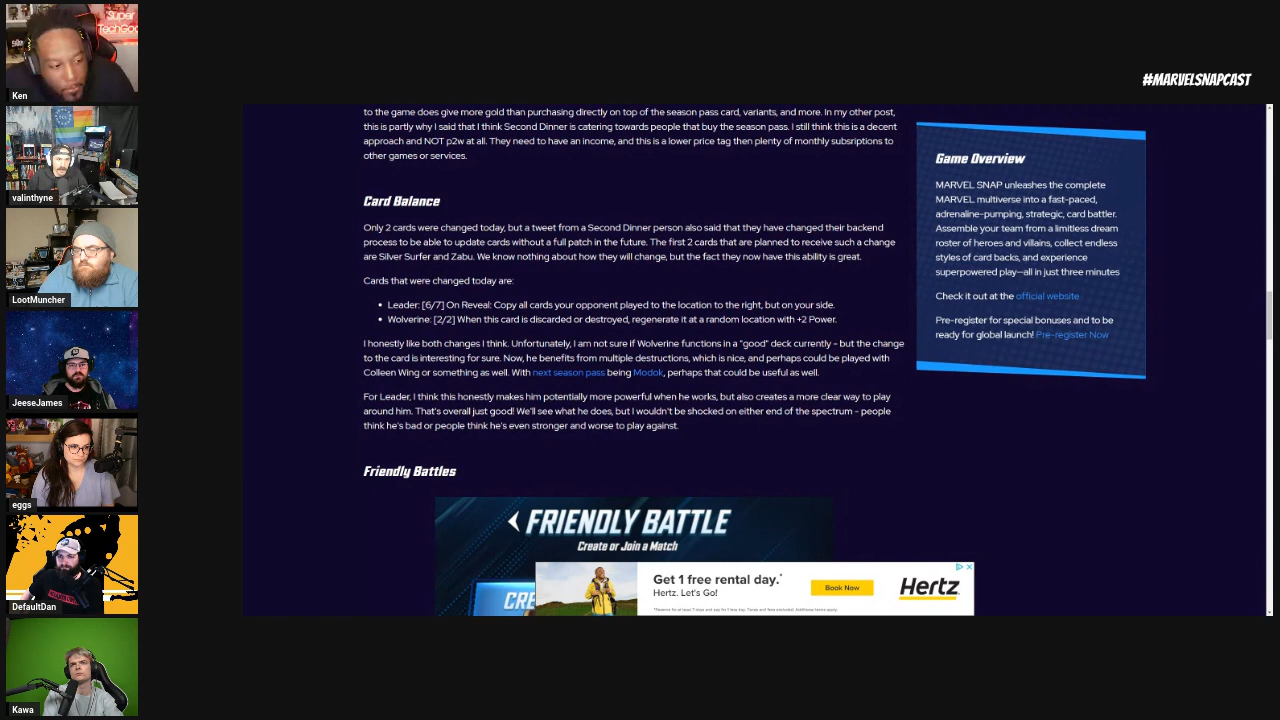 Super
TechGod
Ken
valinthyne
LootMuncher
JeeseJames
eggs
DefaultDan
Kawa
#MARVELSNAPCAST
to the game does give more gold than purchasing directly on top of the season pass card, variants, and more. In my other post,
this is partly why I said that I think Second Dinner is catering towards people that buy the season pass. I still think this is a decent
approach and NOT p2w at all. They need to have an income, and this is a lower price tag then plenty of monthly subsriptions to
other games or services.
Card Balance
Only 2 cards were changed today, but a tweet from a Second Dinner person also said that they have changed their backend
process to be able to update cards without a full patch in the future. The first 2 cards that are planned to receive such a change
are Silver Surfer and Zabu. We know nothing about how they will change, but the fact they now have this ability is great.
Cards that were changed today are:
• Leader: [6/7] On Reveal: Copy all cards your opponent played to the location to the right, but on your side.
• Wolverine: [2/2] When this card is discarded or destroyed, regenerate it at a random location with +2 Power.
I honestly like both changes I think. Unfortunately, I am not sure if Wolverine functions in a "good" deck currently - but the change
to the card is interesting for sure. Now, he benefits from multiple destructions, which is nice, and perhaps could be played with
Colleen Wing or something as well. With next season pass being Modok, perhaps that could be useful as well.
For Leader, I think this honestly makes him potentially more powerful when he works, but also creates a more clear way to play
around him. That's overall just good! We'll see what he does, but I wouldn't be shocked on either end of the spectrum - people
think he's bad or people think he's even stronger and worse to play against.
Friendly Battles
FRIENDLY BATTLE
Create or Join a Match
CRE
Get 1 free rental day.*
Hertz. Let's Go!
Book Now
Hertz
Game Overview
MARVEL SNAP unleashes the complete
MARVEL multiverse into a fast-paced,
adrenaline-pumping, strategic, card battler.
Assemble your team from a limitless dream
roster of heroes and villains, collect endless
styles of card backs, and experience
superpowered play—all in just three minutes
Check it out at the official website
Pre-register for special bonuses and to be
ready for global launch! Pre-register Now